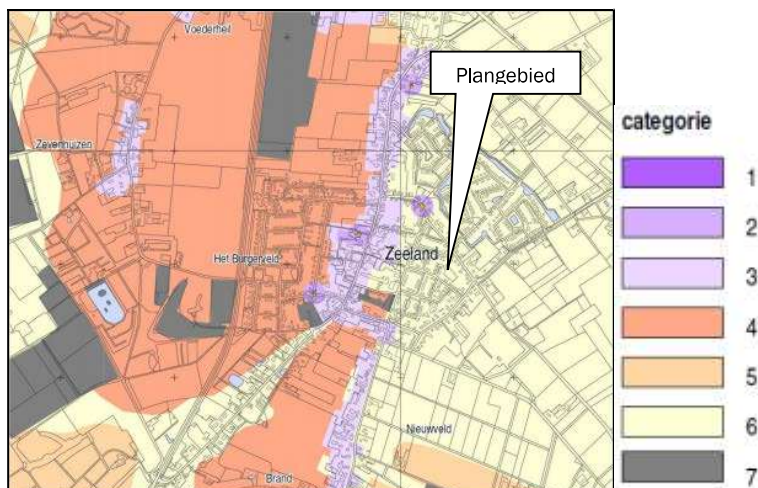 Voederheil
Plangebied
Zevenhuizen
Zeeland
Het Burgerveld
Nieuwveld
Brand
categorie
1
2
3
4
5
6
7